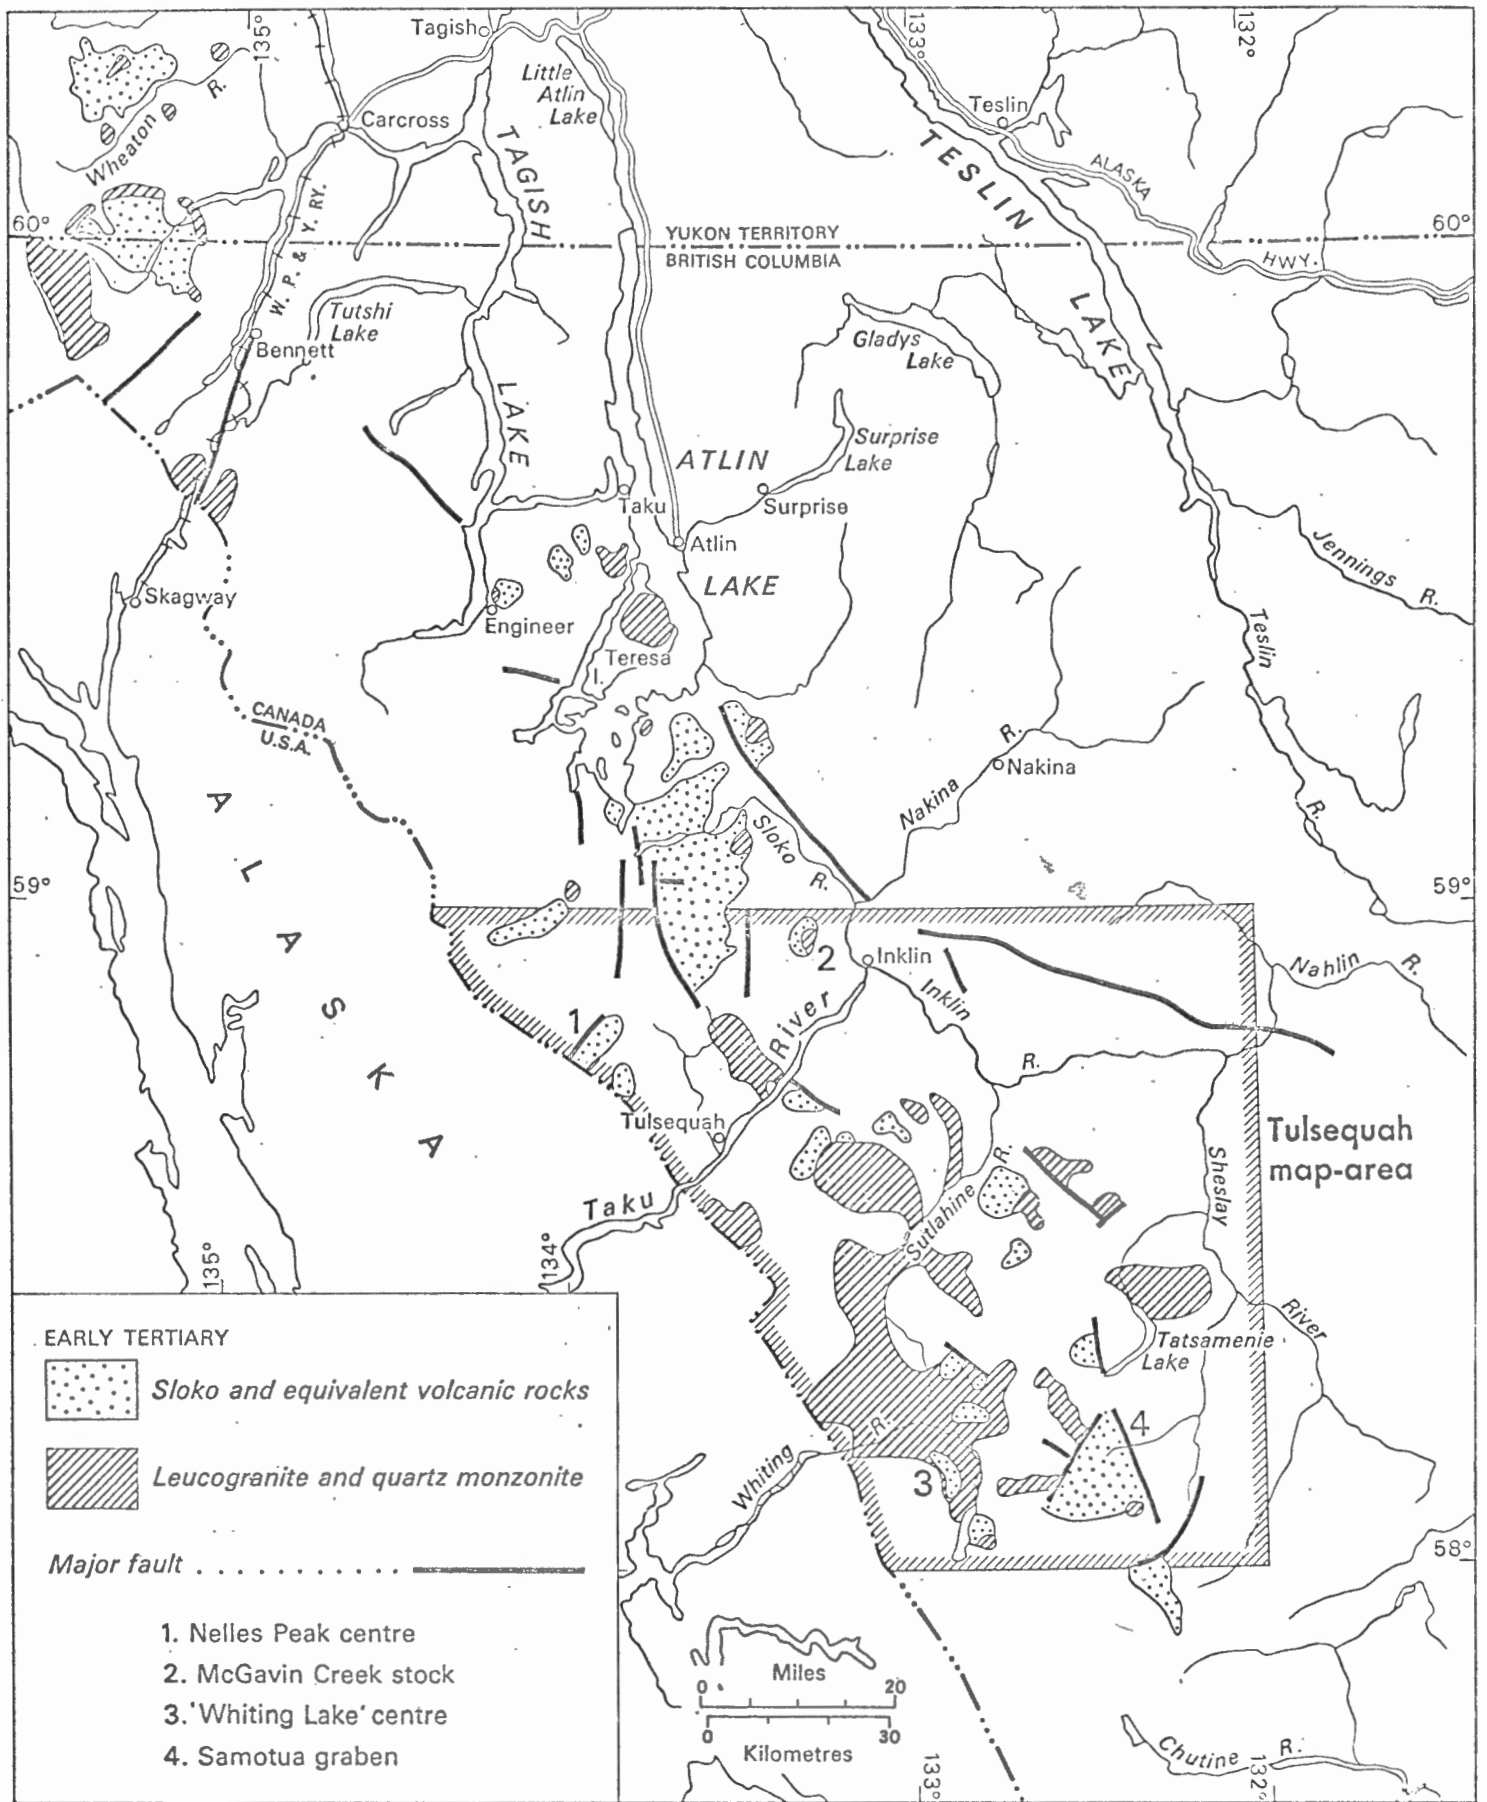 135°
133°
132°
Tagish
Little
Atlin
Lake
Teslin
Carcross
R.
Wheaton
TAGISH
TESLIN
ALASKA
60°
YUKON TERRITORY
BRITISH COLUMBIA
60°
HWY.
W. P. & Y. RY.
Tutshi
Lake
Bennett
LAKE
Gladys
Lake
LAKE
ATLIN
Surprise
Lake
Taku
Surprise
Atlin
LAKE
Jennings
R.
Skagway
Engineer
Teresa
I.
Teslin
CANADA
U.S.A.
R.
Nakina
Nakina
R.
Sloko
R.
59°
59°
ALASKA
2
Inklin
Nahlin
R.
Inklin
1
River
R.
Tulsequah
Tulsequah
map-area
Taku
Sutlahine
R.
Sheslay
135°
134°
River
Tatsamenie
Lake
4
R.
Whiting
3
58°
EARLY TERTIARY
Sloko and equivalent volcanic rocks
Leucogranite and quartz monzonite
Major fault
1. Nelles Peak centre
2. McGavin Creek stock
3. 'Whiting Lake' centre
4. Samotua graben
Miles
0 20
0 30
Kilometres
133°
Chutine R.
132°